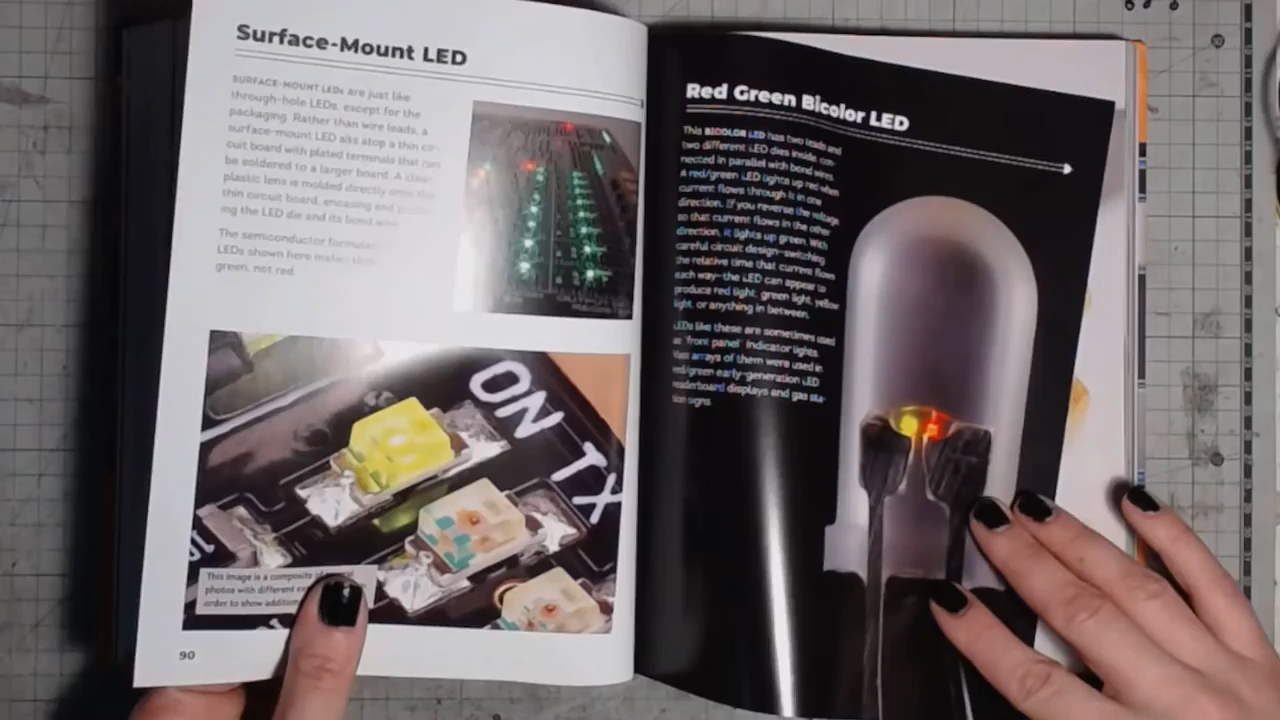 Surface-Mount LED
SURFACE-MOUNT LEDs are just like
through-hole LEDs, except for the
packaging. Rather than wire leads, a
surface-mount LED sits atop a thin cir-
cuit board with plated terminals that can
be soldered to a larger board. A clear
plastic lens is molded directly onto the
thin circuit board, encasing and
ing the LED die and its bond
The semiconductor
LEDs shown here makes
green, not red.
ON
TX
This image is a composite
photos with different
order to show
90
Red Green Bicolor LED
This BICOLOR LED has two leads and
two different LED dies inside, con-
nected in parallel with bond wires.
A red/green LED lights up red when
current flows through it in one
direction. If you reverse the voltage
so that current flows in the other
direction, it lights up green. With
careful circuit design—switching
the relative time that current flows
each way—the LED can appear to
produce red light, green light, yellow
light, or anything in between.
LEDs like these are sometimes used
as "front panel" indicator lights.
Vast arrays of them were used in
red/green early-generation LED
readerboard displays and gas sta-
tion signs.